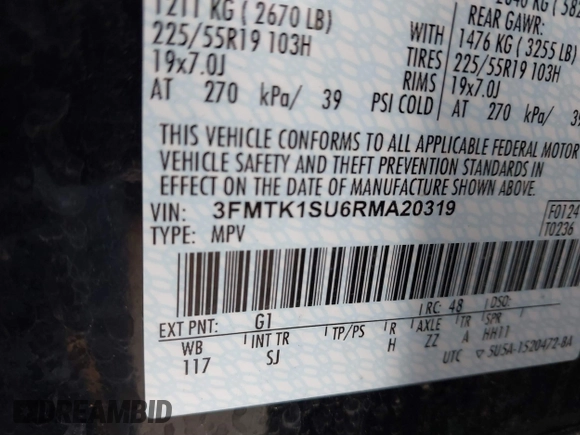 1211 KG ( 2670 LB)
225/55R19 103H
19x7.0J
AT 270 kPa/ 39 PSI COLD
WITH
TIRES
RIMS
REAR GAWR:
1476 KG ( 3255 LB)
225/55R19 103H
19x7.0J
AT 270 kPa/ 39
THIS VEHICLE CONFORMS TO ALL APPLICABLE FEDERAL MOTOR
VEHICLE SAFETY AND THEFT PREVENTION STANDARDS IN
EFFECT ON THE DATE OF MANUFACTURE SHOWN ABOVE.
VIN: 3FMTK1SU6RMA20319
TYPE: MPV
F0124
T0236
EXT PNT: G1 RC: 48 DSO:
WB INT TR TP/PS R AXLE TR SPR
117 SJ H ZZ A HH11
UTC ▽ SUSA-1520472-BA
DREAMBID